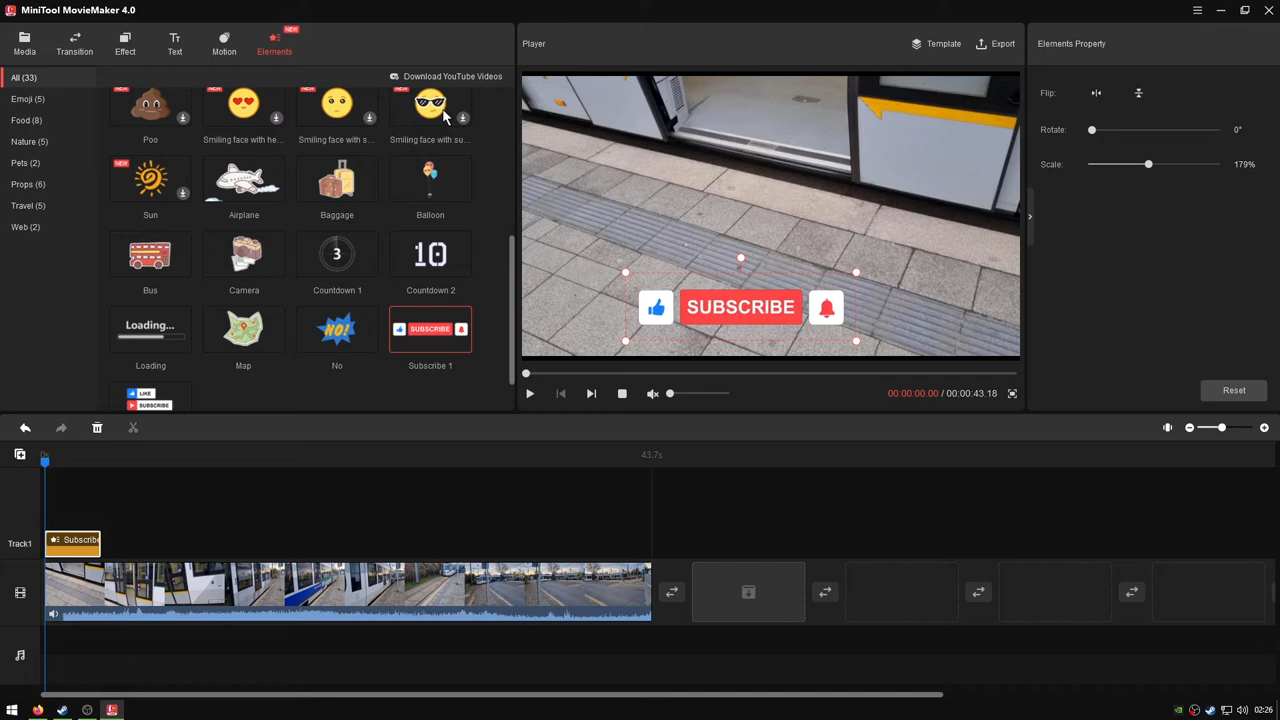 MiniTool MovieMaker 4.0
Media
Transition
Effect
Text
Motion
NEW
Elements
Player
Template
Export
Elements Property
All (33)
Emoji (5)
Food (8)
Nature (5)
Pets (2)
Props (6)
Travel (5)
Web (2)
Download YouTube Videos
Poo
Smiling face with he...
Smiling face with s...
Smiling face with su...
NEW
Sun
Airplane
Baggage
Balloon
3
10
Bus
Camera
Countdown 1
Countdown 2
Loading...
NO!
SUBSCRIBE
Loading
Map
No
Subscribe 1
LIKE
SUBSCRIBE
SUBSCRIBE
Flip:
Rotate:
0°
Scale:
179%
Reset
00:00:00.00 / 00:00:43.18
0s
43.7s
Track1
Subscribe
02:26